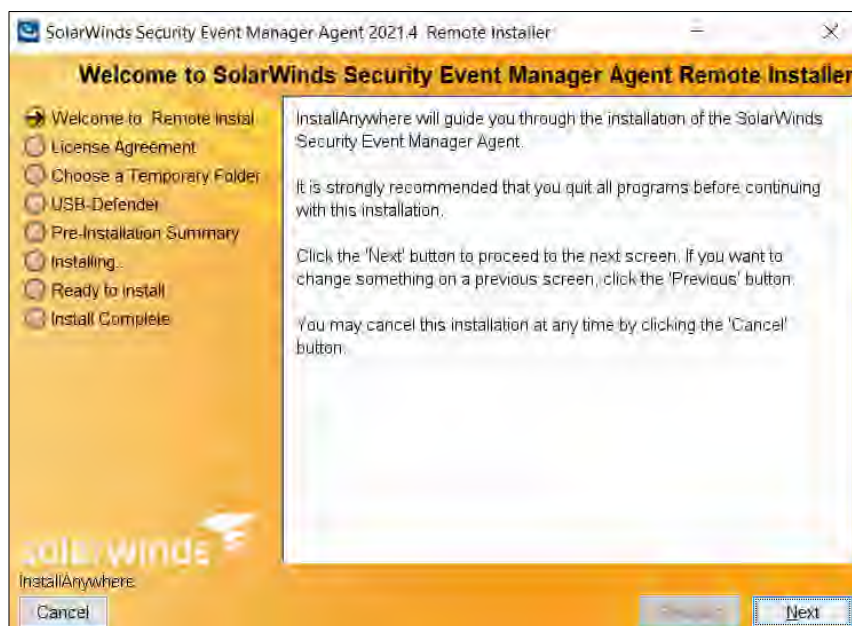 SolarWinds Security Event Manager Agent 2021.4 Remote Installer
Welcome to SolarWinds Security Event Manager Agent Remote Installer
Welcome to Remote Instal
License Agreement
Choose a Temporary Folder
USB-Defender
Pre-Installation Summary
Installing...
Ready to install
Install Complete
InstallAnywhere will guide you through the installation of the SolarWinds
Security Event Manager Agent.
It is strongly recommended that you quit all programs before continuing
with this installation.
Click the 'Next' button to proceed to the next screen. If you want to
change something on a previous screen, click the 'Previous' button.
You may cancel this installation at any time by clicking the 'Cancel'
button.
solarwinds
InstallAnywhere
Cancel
Previous
Next